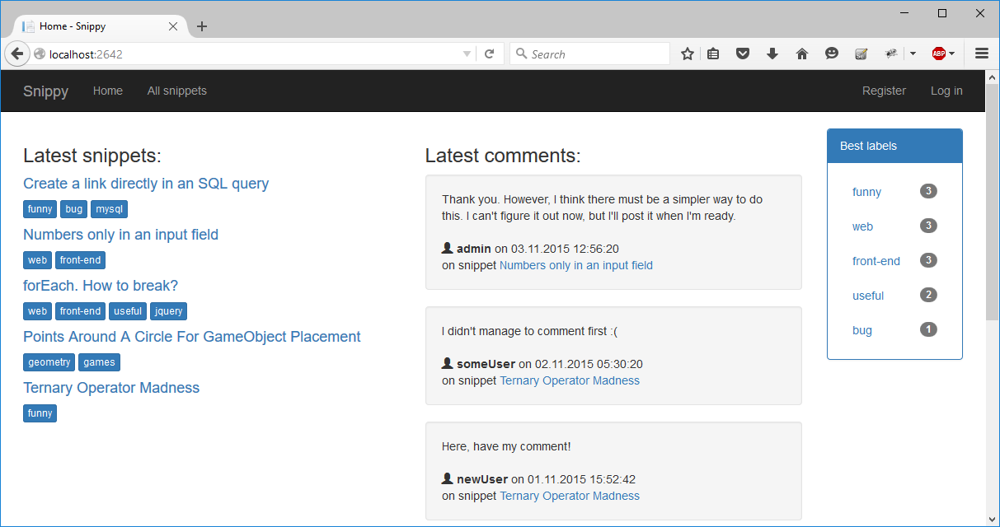 Home - Snippy
localhost:2642
Search
ABP
Snippy
Home
All snippets
Register
Log in
Latest snippets:
Create a link directly in an SQL query
funny bug mysql
Numbers only in an input field
web front-end
forEach. How to break?
web front-end useful jquery
Points Around A Circle For GameObject Placement
geometry games
Ternary Operator Madness
funny
Latest comments:
Thank you. However, I think there must be a simpler way to do
this. I can't figure it out now, but I'll post it when I'm ready.
admin on 03.11.2015 12:56:20
on snippet Numbers only in an input field
I didn't manage to comment first :(
someUser on 02.11.2015 05:30:20
on snippet Ternary Operator Madness
Here, have my comment!
newUser on 01.11.2015 15:52:42
on snippet Ternary Operator Madness
Best labels
funny 3
web 3
front-end 3
useful 2
bug 1